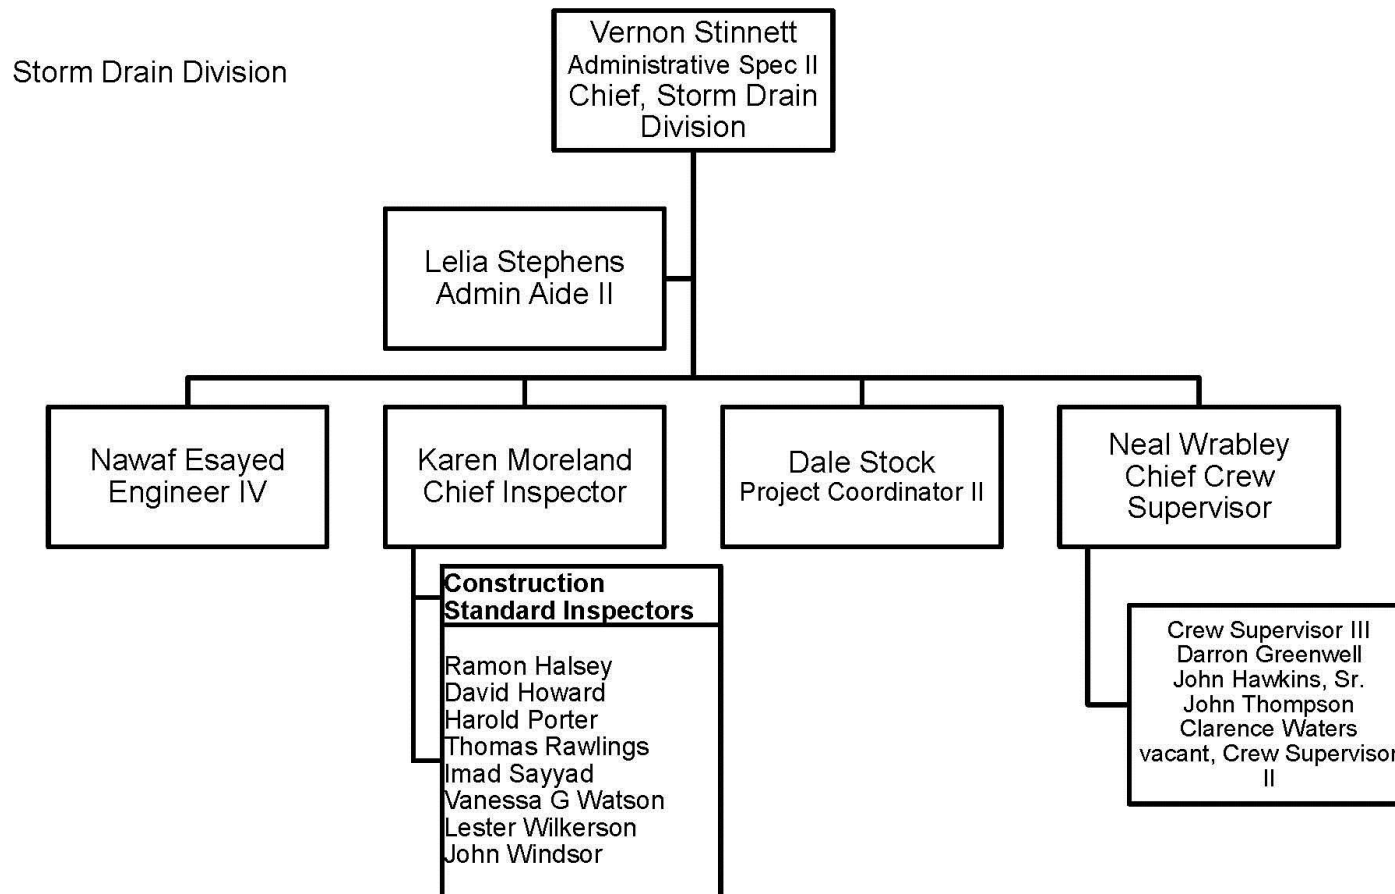 Storm Drain Division
Vernon Stinnett
Administrative Spec II
Chief, Storm Drain
Division
Lelia Stephens
Admin Aide II
Nawaf Esayed
Engineer IV
Karen Moreland
Chief Inspector
Dale Stock
Project Coordinator II
Neal Wrabley
Chief Crew
Supervisor
Construction
Standard Inspectors
Ramon Halsey
David Howard
Harold Porter
Thomas Rawlings
Imad Sayyad
Vanessa G Watson
Lester Wilkerson
John Windsor
Crew Supervisor III
Darron Greenwell
John Hawkins, Sr.
John Thompson
Clarence Waters
vacant, Crew Supervisor
II